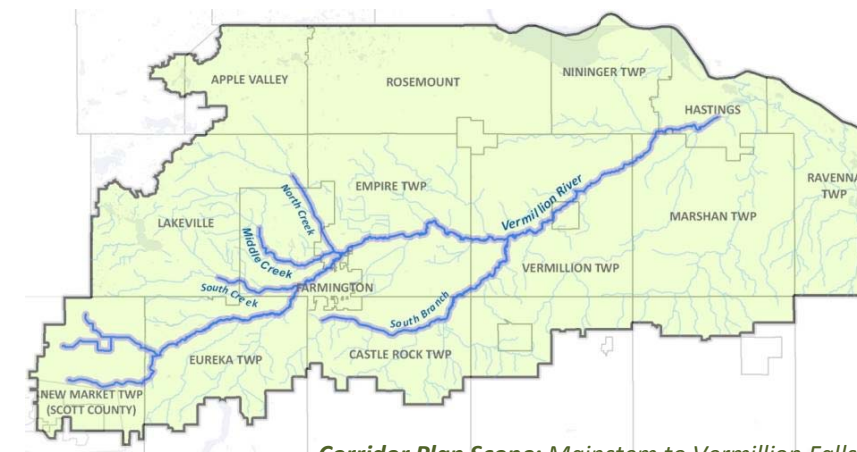 APPLE VALLEY
ROSEMOUNT
NININGER TWP
HASTINGS
RAVENNA
TWP
North Creek
EMPIRE TWP
Vermillion River
MARSHAN TWP
LAKEVILLE
Middle Creek
VERMILLION TWP
South Creek
FARMINGTON
South Branch
EUREKA TWP
CASTLE ROCK TWP
NEW MARKET TWP
(SCOTT COUNTY)
Corridor Plan Scope: Mainstem to Vermillion Falls